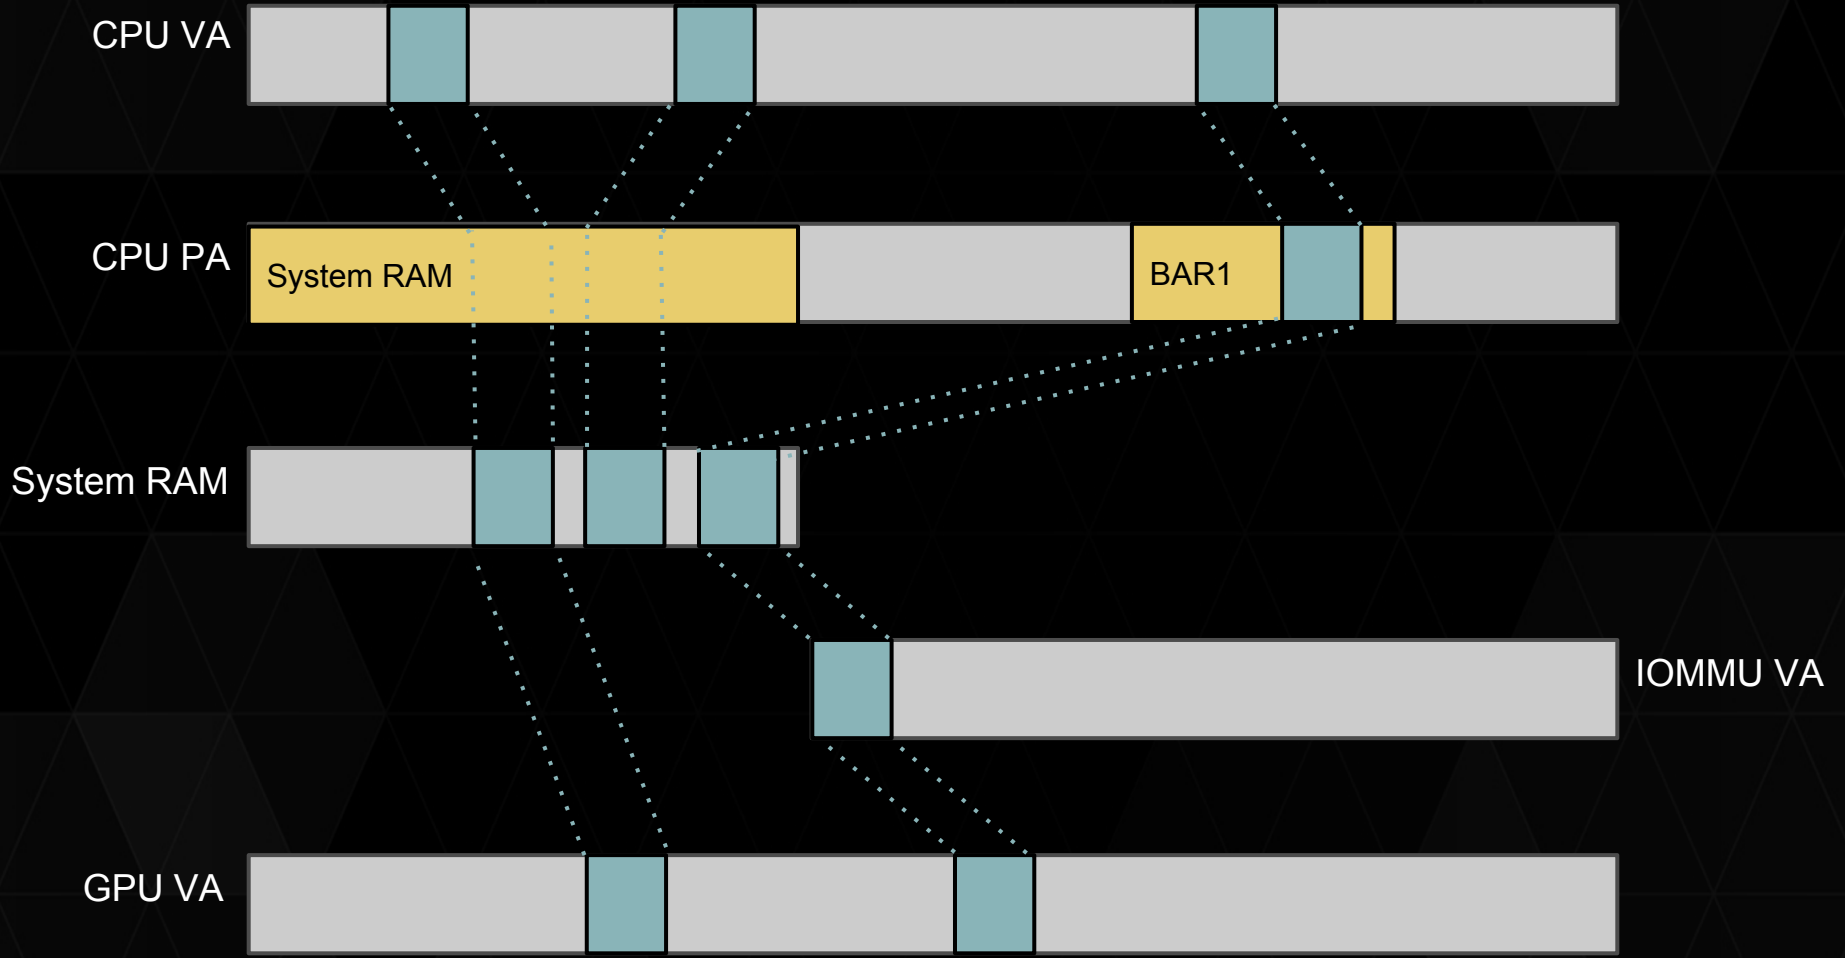 CPU VA
CPU PA
System RAM
BAR1
System RAM
IOMMU VA
GPU VA